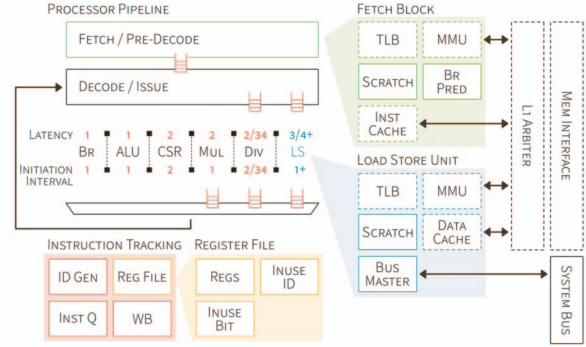 PROCESSOR PIPELINE
FETCH / PRE-DECODE
DECODE / ISSUE
LATENCY 1 1 2 2 2/34 3/4+
BR ALU CSR MUL DIV LS
INITIATION
INTERVAL
1 1 2 1 2/34 1+
INSTRUCTION TRACKING
ID GEN
REG FILE
INST Q
WB
REGISTER FILE
REGS
INUSE
ID
INUSE
BIT
FETCH BLOCK
TLB
MMU
SCRATCH
BR
PRED
INST
CACHE
LOAD STORE UNIT
TLB
MMU
SCRATCH
DATA
CACHE
BUS
MASTER
L1 ARBITER
MEM INTERFACE
SYSTEM BUS